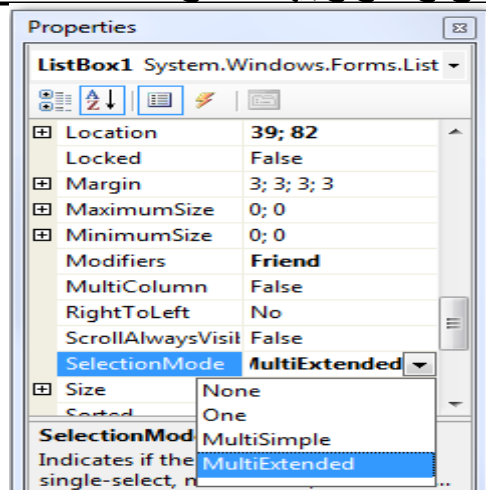 Properties
ListBox1 System.Windows.Forms.List
Location 39; 82
Locked False
Margin 3; 3; 3; 3
MaximumSize 0; 0
MinimumSize 0; 0
Modifiers Friend
MultiColumn False
RightToLeft No
ScrollAlwaysVisil False
SelectionMode MultiExtended
Size
None
One
MultiSimple
MultiExtended
SelectionMod
Indicates if the
single-select, m ..